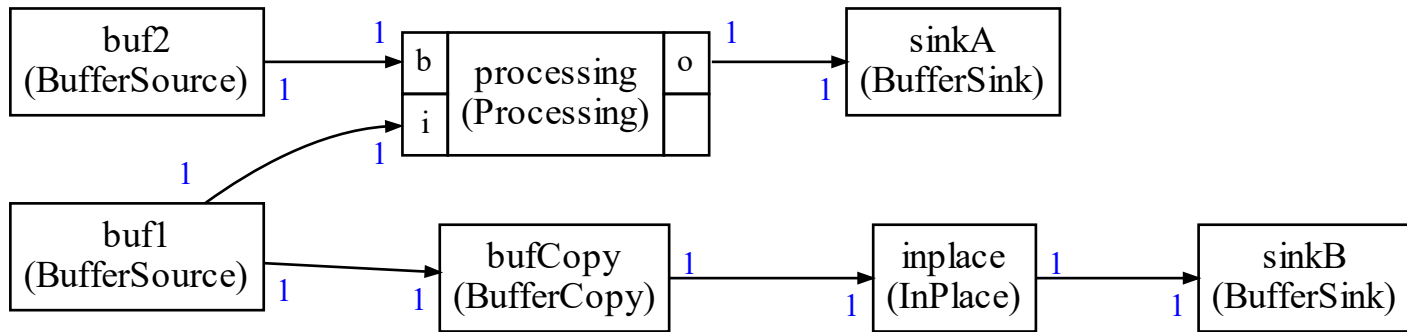 buf2
(BufferSource)
1
1
b
i
processing
(Processing)
o
1
1
sinkA
(BufferSink)
1
1
buf1
(BufferSource)
1
1
bufCopy
(BufferCopy)
1
1
inplace
(InPlace)
1
1
sinkB
(BufferSink)